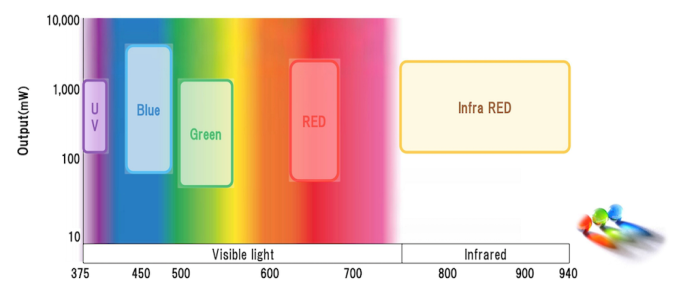 10,000
1,000
100
10
Output(mW)
U
V
Blue
Green
RED
Infra RED
Visible light
Infrared
375 450 500 600 700 800 900 940